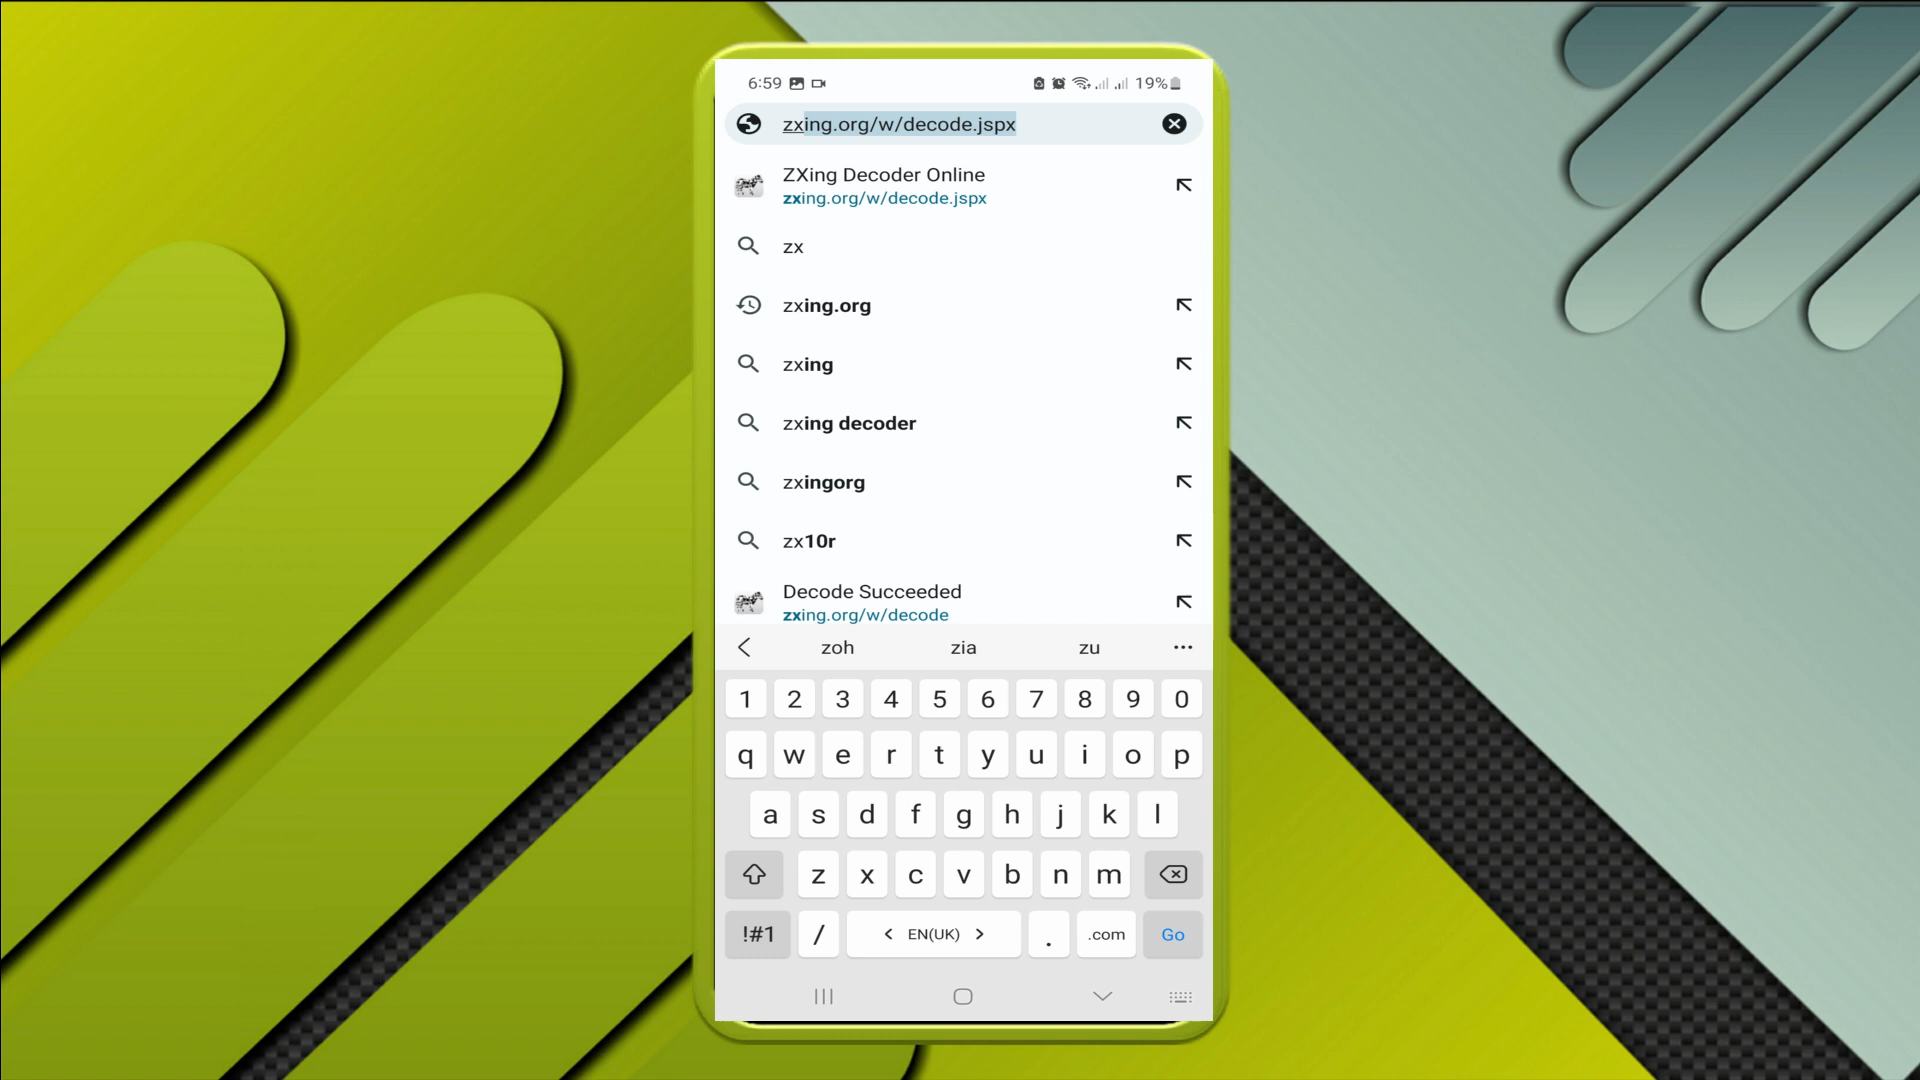 6:59 19%
zxing.org/w/decode.jspx
ZXing Decoder Online
zxing.org/w/decode.jspx
zx
zxing.org
zxing
zxing decoder
zxingorg
zx10r
Decode Succeeded
zxing.org/w/decode
zoh zia zu ...
1 2 3 4 5 6 7 8 9 0
q w e r t y u i o p
a s d f g h j k l
z x c v b n m
!#1 / < EN(UK) > . .com Go